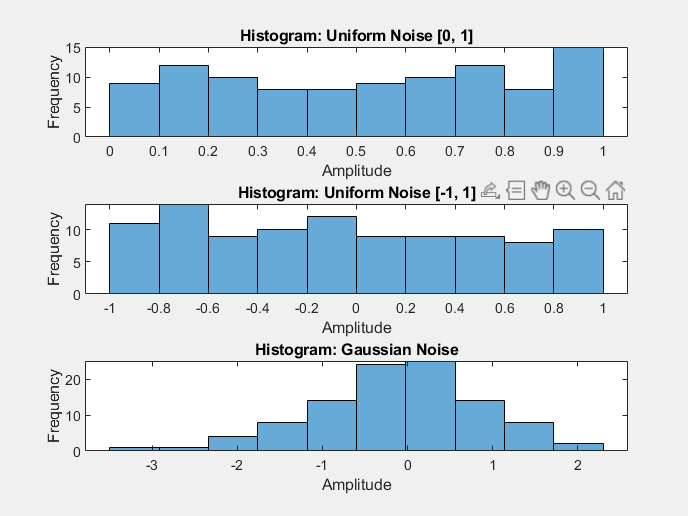 Histogram: Uniform Noise [0, 1]
15
10
5
0
Frequency
0 0.1 0.2 0.3 0.4 0.5 0.6 0.7 0.8 0.9 1
Amplitude
Histogram: Uniform Noise [-1, 1]
10
5
0
Frequency
-1 -0.8 -0.6 -0.4 -0.2 0 0.2 0.4 0.6 0.8 1
Amplitude
Histogram: Gaussian Noise
20
10
0
Frequency
-3 -2 -1 0 1 2
Amplitude